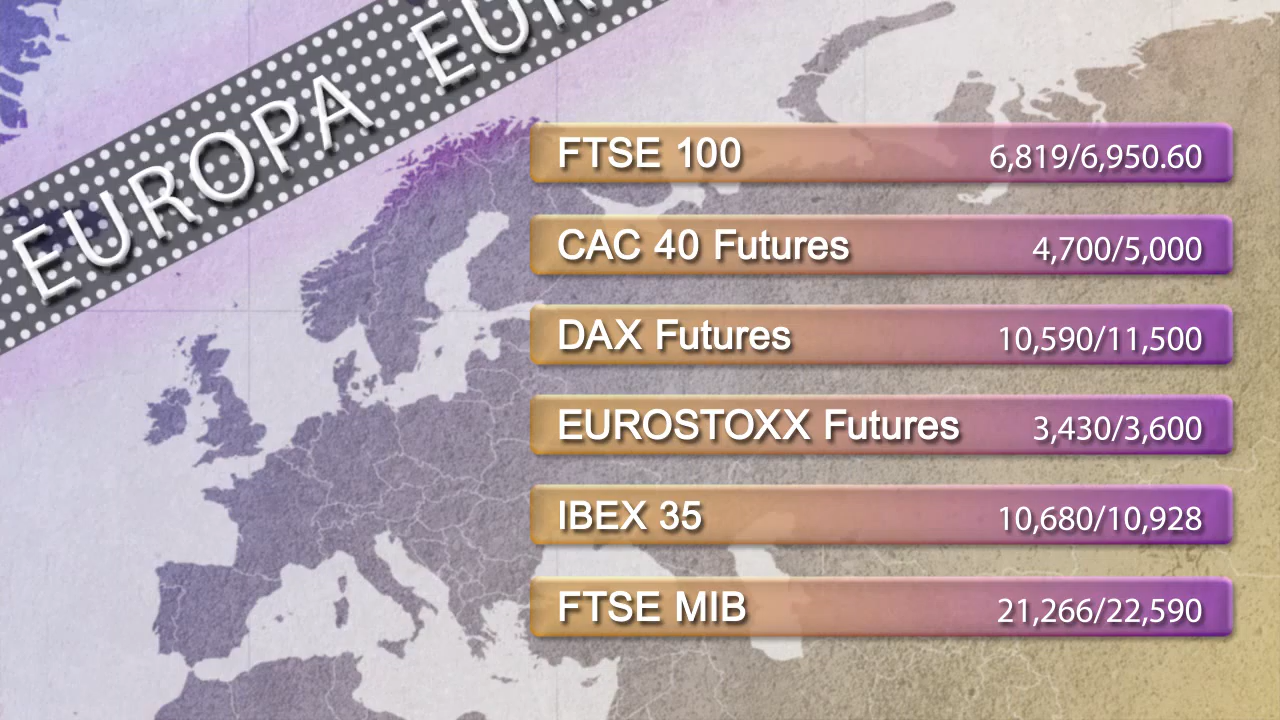 EUROPA EUR
FTSE 100 6,819/6,950.60
CAC 40 Futures 4,700/5,000
DAX Futures 10,590/11,500
EUROSTOXX Futures 3,430/3,600
IBEX 35 10,680/10,928
FTSE MIB 21,266/22,590